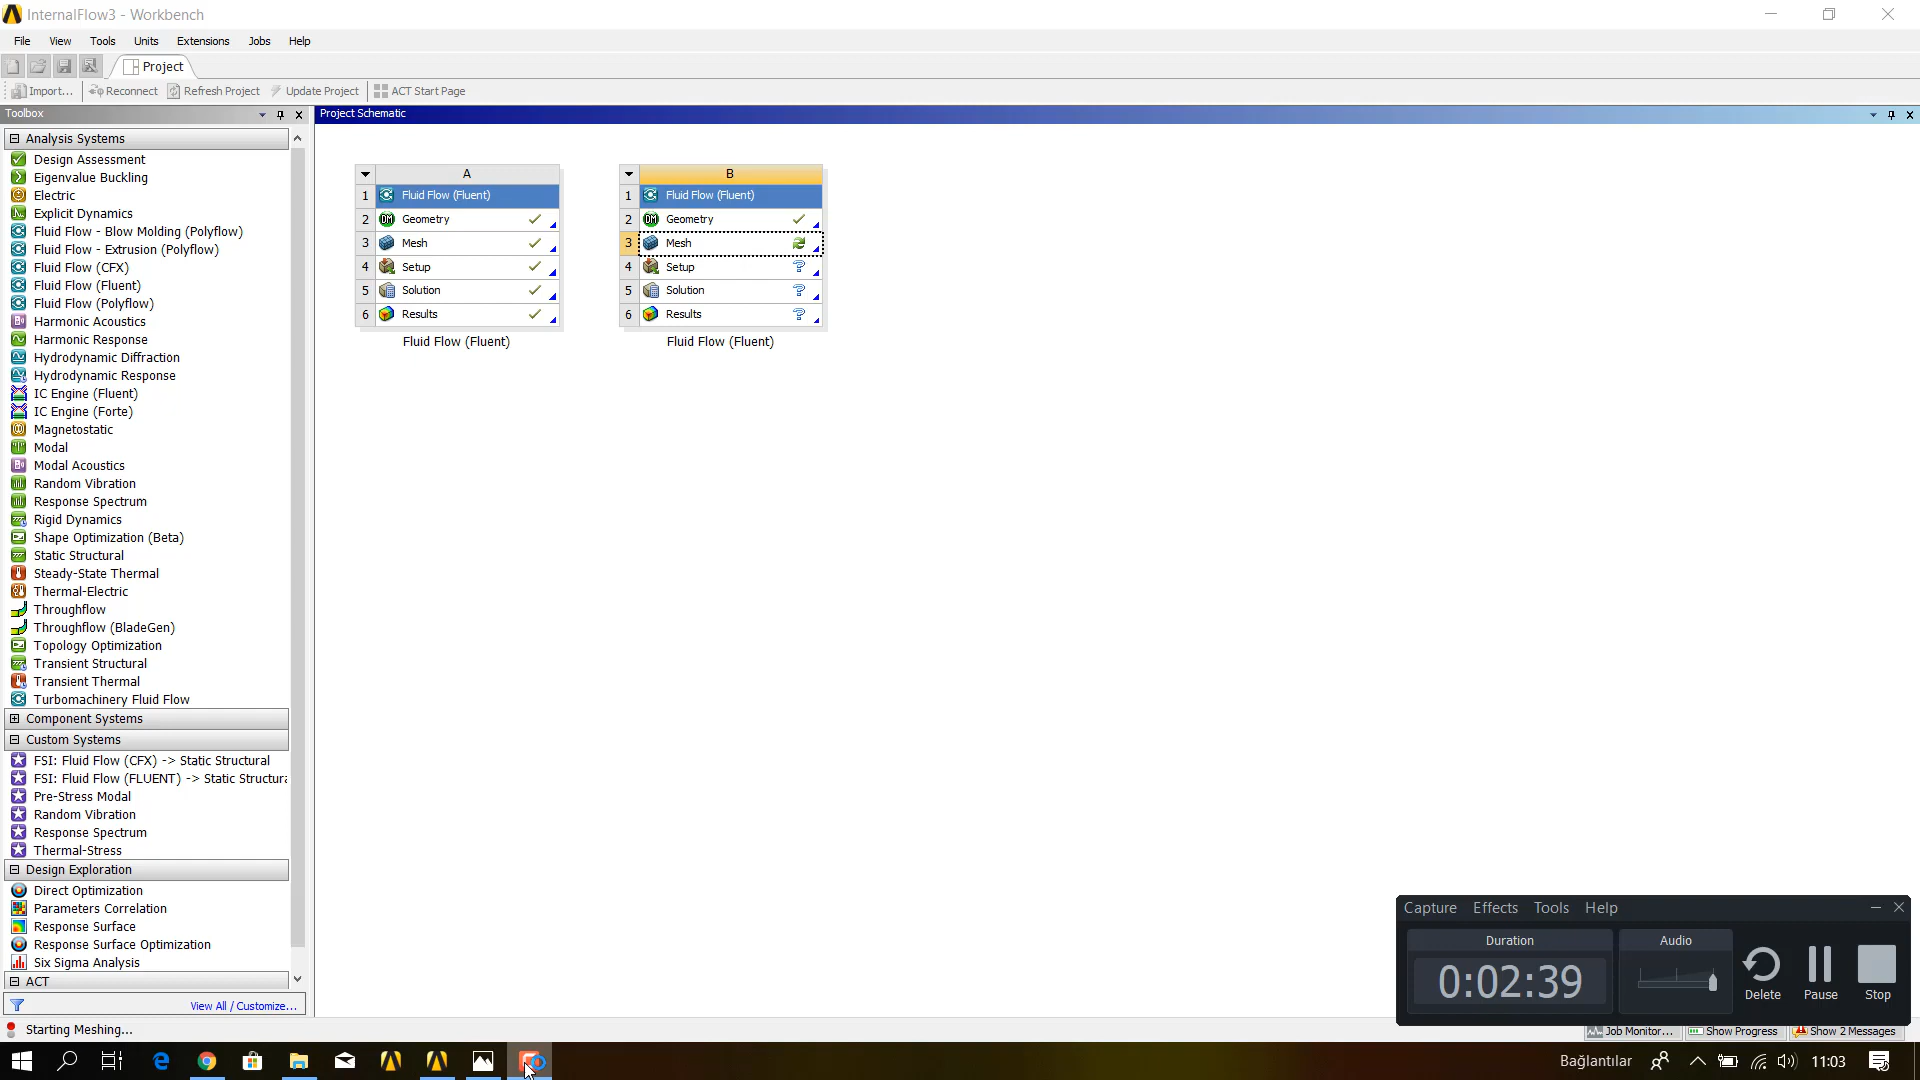 InternalFlow3 - Workbench
File View Tools Units Extensions Jobs Help
Project
Import... Reconnect Refresh Project Update Project ACT Start Page
Toolbox
Analysis Systems
Design Assessment
Eigenvalue Buckling
Electric
Explicit Dynamics
Fluid Flow - Blow Molding (Polyflow)
Fluid Flow - Extrusion (Polyflow)
Fluid Flow (CFX)
Fluid Flow (Fluent)
Fluid Flow (Polyflow)
Harmonic Acoustics
Harmonic Response
Hydrodynamic Diffraction
Hydrodynamic Response
IC Engine (Fluent)
IC Engine (Forte)
Magnetostatic
Modal
Modal Acoustics
Random Vibration
Response Spectrum
Rigid Dynamics
Shape Optimization (Beta)
Static Structural
Steady-State Thermal
Thermal-Electric
Throughflow
Throughflow (BladeGen)
Topology Optimization
Transient Structural
Transient Thermal
Turbomachinery Fluid Flow
Component Systems
Custom Systems
FSI: Fluid Flow (CFX) -> Static Structural
FSI: Fluid Flow (FLUENT) -> Static Structura
Pre-Stress Modal
Random Vibration
Response Spectrum
Thermal-Stress
Design Exploration
Direct Optimization
Parameters Correlation
Response Surface
Response Surface Optimization
Six Sigma Analysis
ACT
View All / Customize...
Project Schematic
A
1 Fluid Flow (Fluent)
2 DM Geometry
3 Mesh
4 Setup
5 Solution
6 Results
Fluid Flow (Fluent)
B
1 Fluid Flow (Fluent)
2 DM Geometry
3 Mesh
4 Setup ?
5 Solution ?
6 Results ?
Fluid Flow (Fluent)
Capture Effects Tools Help
Duration
0:02:39
Audio
Delete Pause Stop
Starting Meshing...
Job Monitor... Show Progress Show 2 Messages
Bağlantılar 11:03